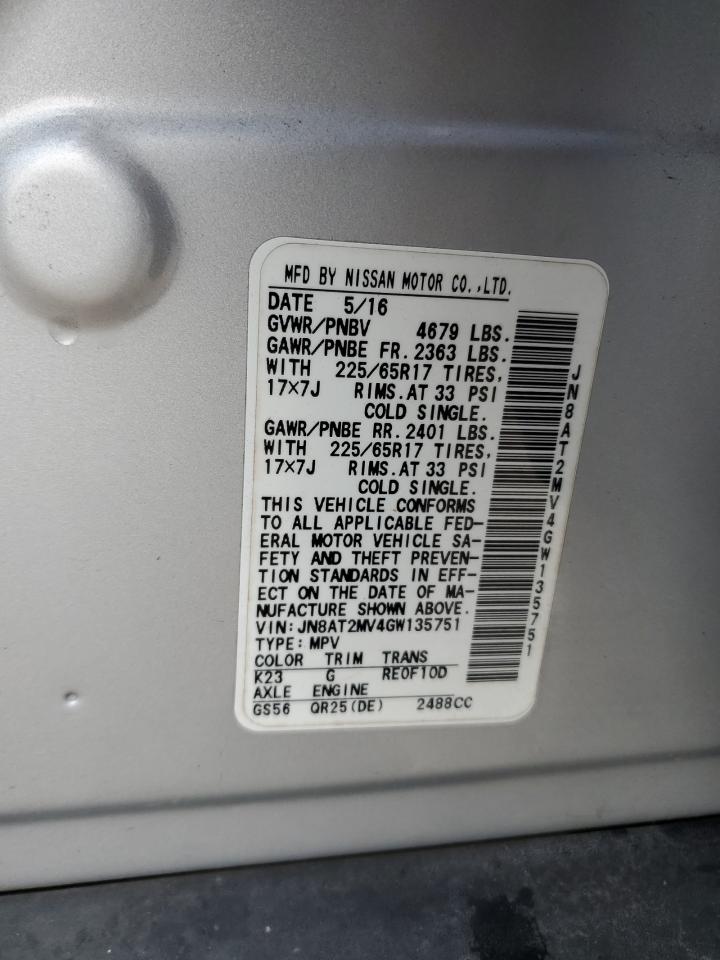 MFD BY NISSAN MOTOR CO.,LTD.
DATE 5/16
GVWR/PNBV 4679 LBS.
GAWR/PNBE FR. 2363 LBS.
WITH 225/65R17 TIRES,
17×7J RIMS.AT 33 PSI
COLD SINGLE.
GAWR/PNBE RR. 2401 LBS.
WITH 225/65R17 TIRES,
17×7J RIMS.AT 33 PSI
COLD SINGLE.
THIS VEHICLE CONFORMS
TO ALL APPLICABLE FED-
ERAL MOTOR VEHICLE SA-
FETY AND THEFT PREVEN-
TION STANDARDS IN EFF-
ECT ON THE DATE OF MA-
NUFACTURE SHOWN ABOVE.
VIN:JN8AT2MV4GW135751
TYPE:MPV
COLOR TRIM TRANS
K23 G RE0F10D
AXLE ENGINE
GS56 QR25(DE) 2488CC
JN8AT2MV4GW135751